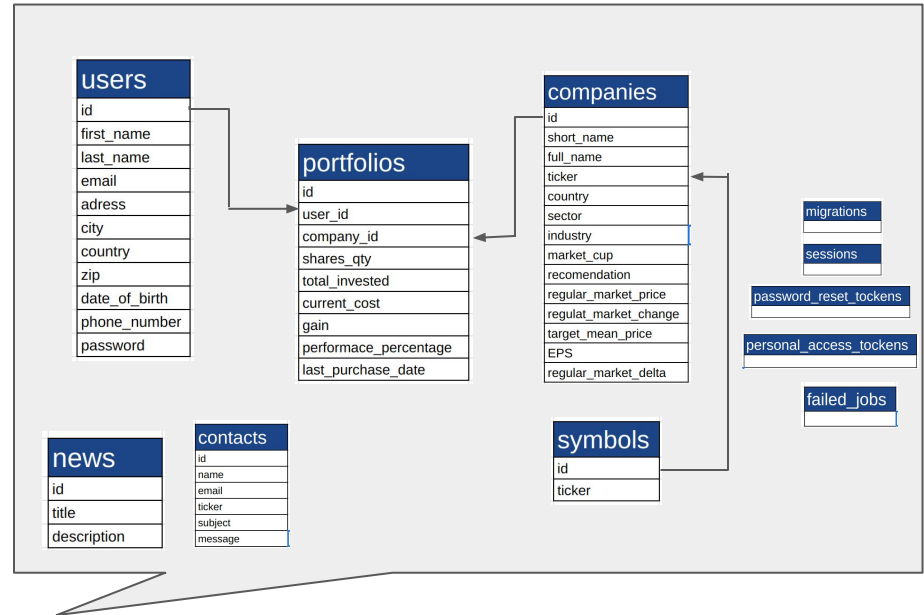 users
id
first_name
last_name
email
adress
city
country
zip
date_of_birth
phone_number
password
portfolios
id
user_id
company_id
shares_qty
total_invested
current_cost
gain
performace_percentage
last_purchase_date
companies
id
short_name
full_name
ticker
country
sector
industry
market_cup
recomendation
regular_market_price
regulat_market_change
target_mean_price
EPS
regular_market_delta
migrations
sessions
password_reset_tockens
personal_access_tockens
failed_jobs
news
id
title
description
contacts
id
name
email
ticker
subject
message
symbols
id
ticker